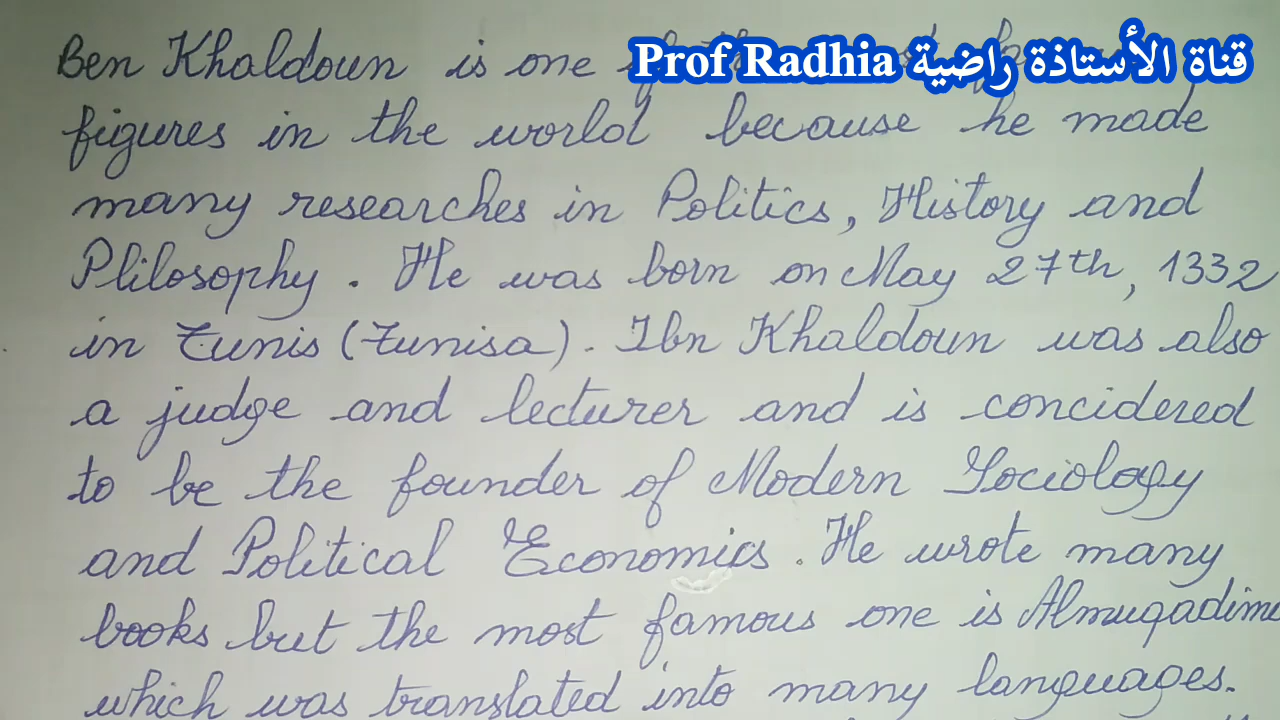 Prof Radhia قناة الأستاذة راضية
Ben Khaldoun is one
figures in the world because he made
many researches in Politics, History and
Plilosophy. He was born on May 27th, 1332
in Tunis (Tunisa). Ibn Khaldoun was also
a judge and lecturer and is concidered
to be the founder of Modern Sociology
and Political Economics. He wrote many
books but the most famous one is Almuqadime
which was translated into many languages.